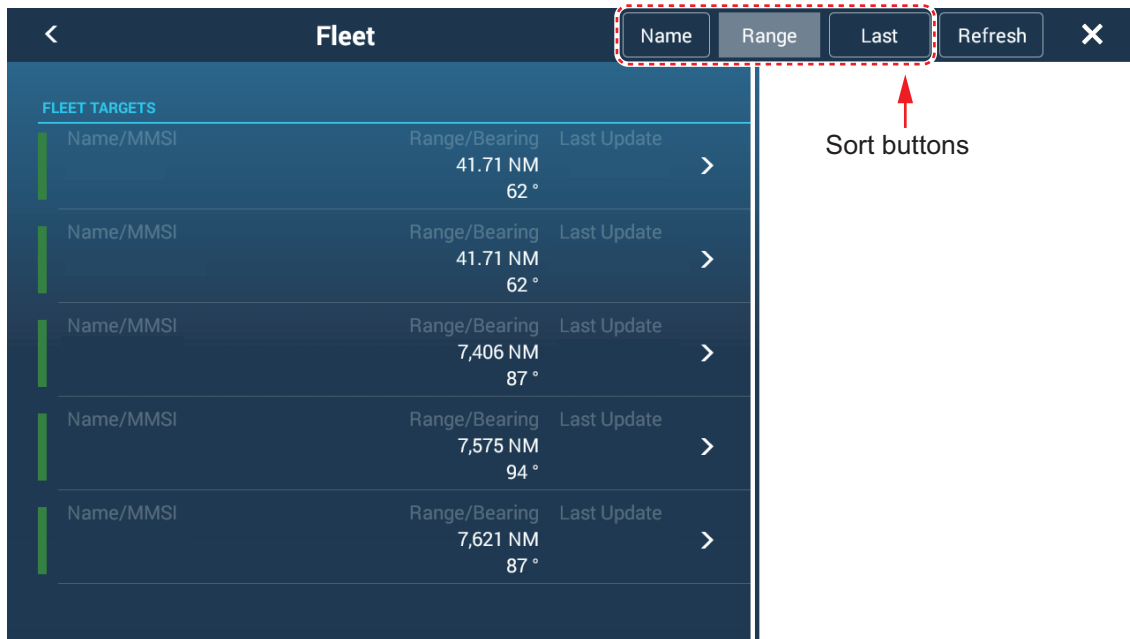 Fleet
Name Range Last Refresh
Sort buttons
FLEET TARGETS
Name/MMSI Range/Bearing Last Update
41.71 NM
62 °
Name/MMSI Range/Bearing Last Update
41.71 NM
62 °
Name/MMSI Range/Bearing Last Update
7,406 NM
87 °
Name/MMSI Range/Bearing Last Update
7,575 NM
94 °
Name/MMSI Range/Bearing Last Update
7,621 NM
87 °